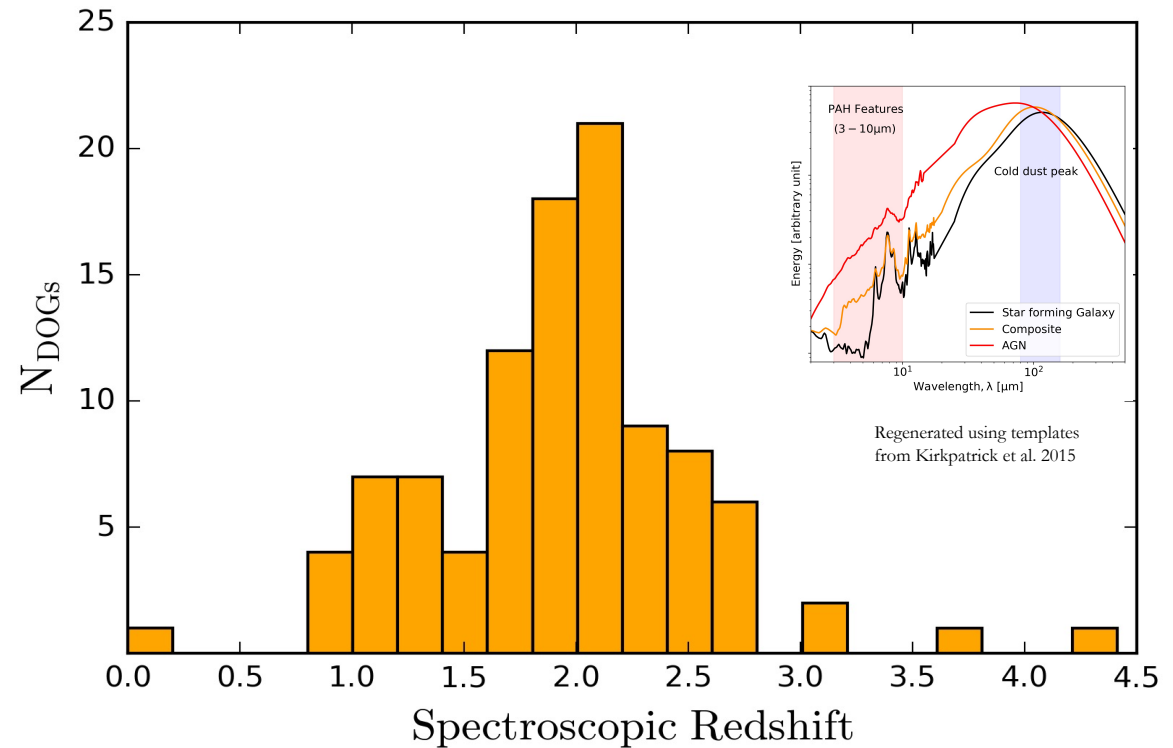 25
20
15
10
5
N_DOGs
0.0 0.5 1.0 1.5 2.0 2.5 3.0 3.5 4.0 4.5
Spectroscopic Redshift
PAH Features
(3 − 10μm)
Cold dust peak
Energy [arbitrary unit]
Star forming Galaxy
Composite
AGN
10¹ 10²
Wavelength, λ [μm]
Regenerated using templates
from Kirkpatrick et al. 2015